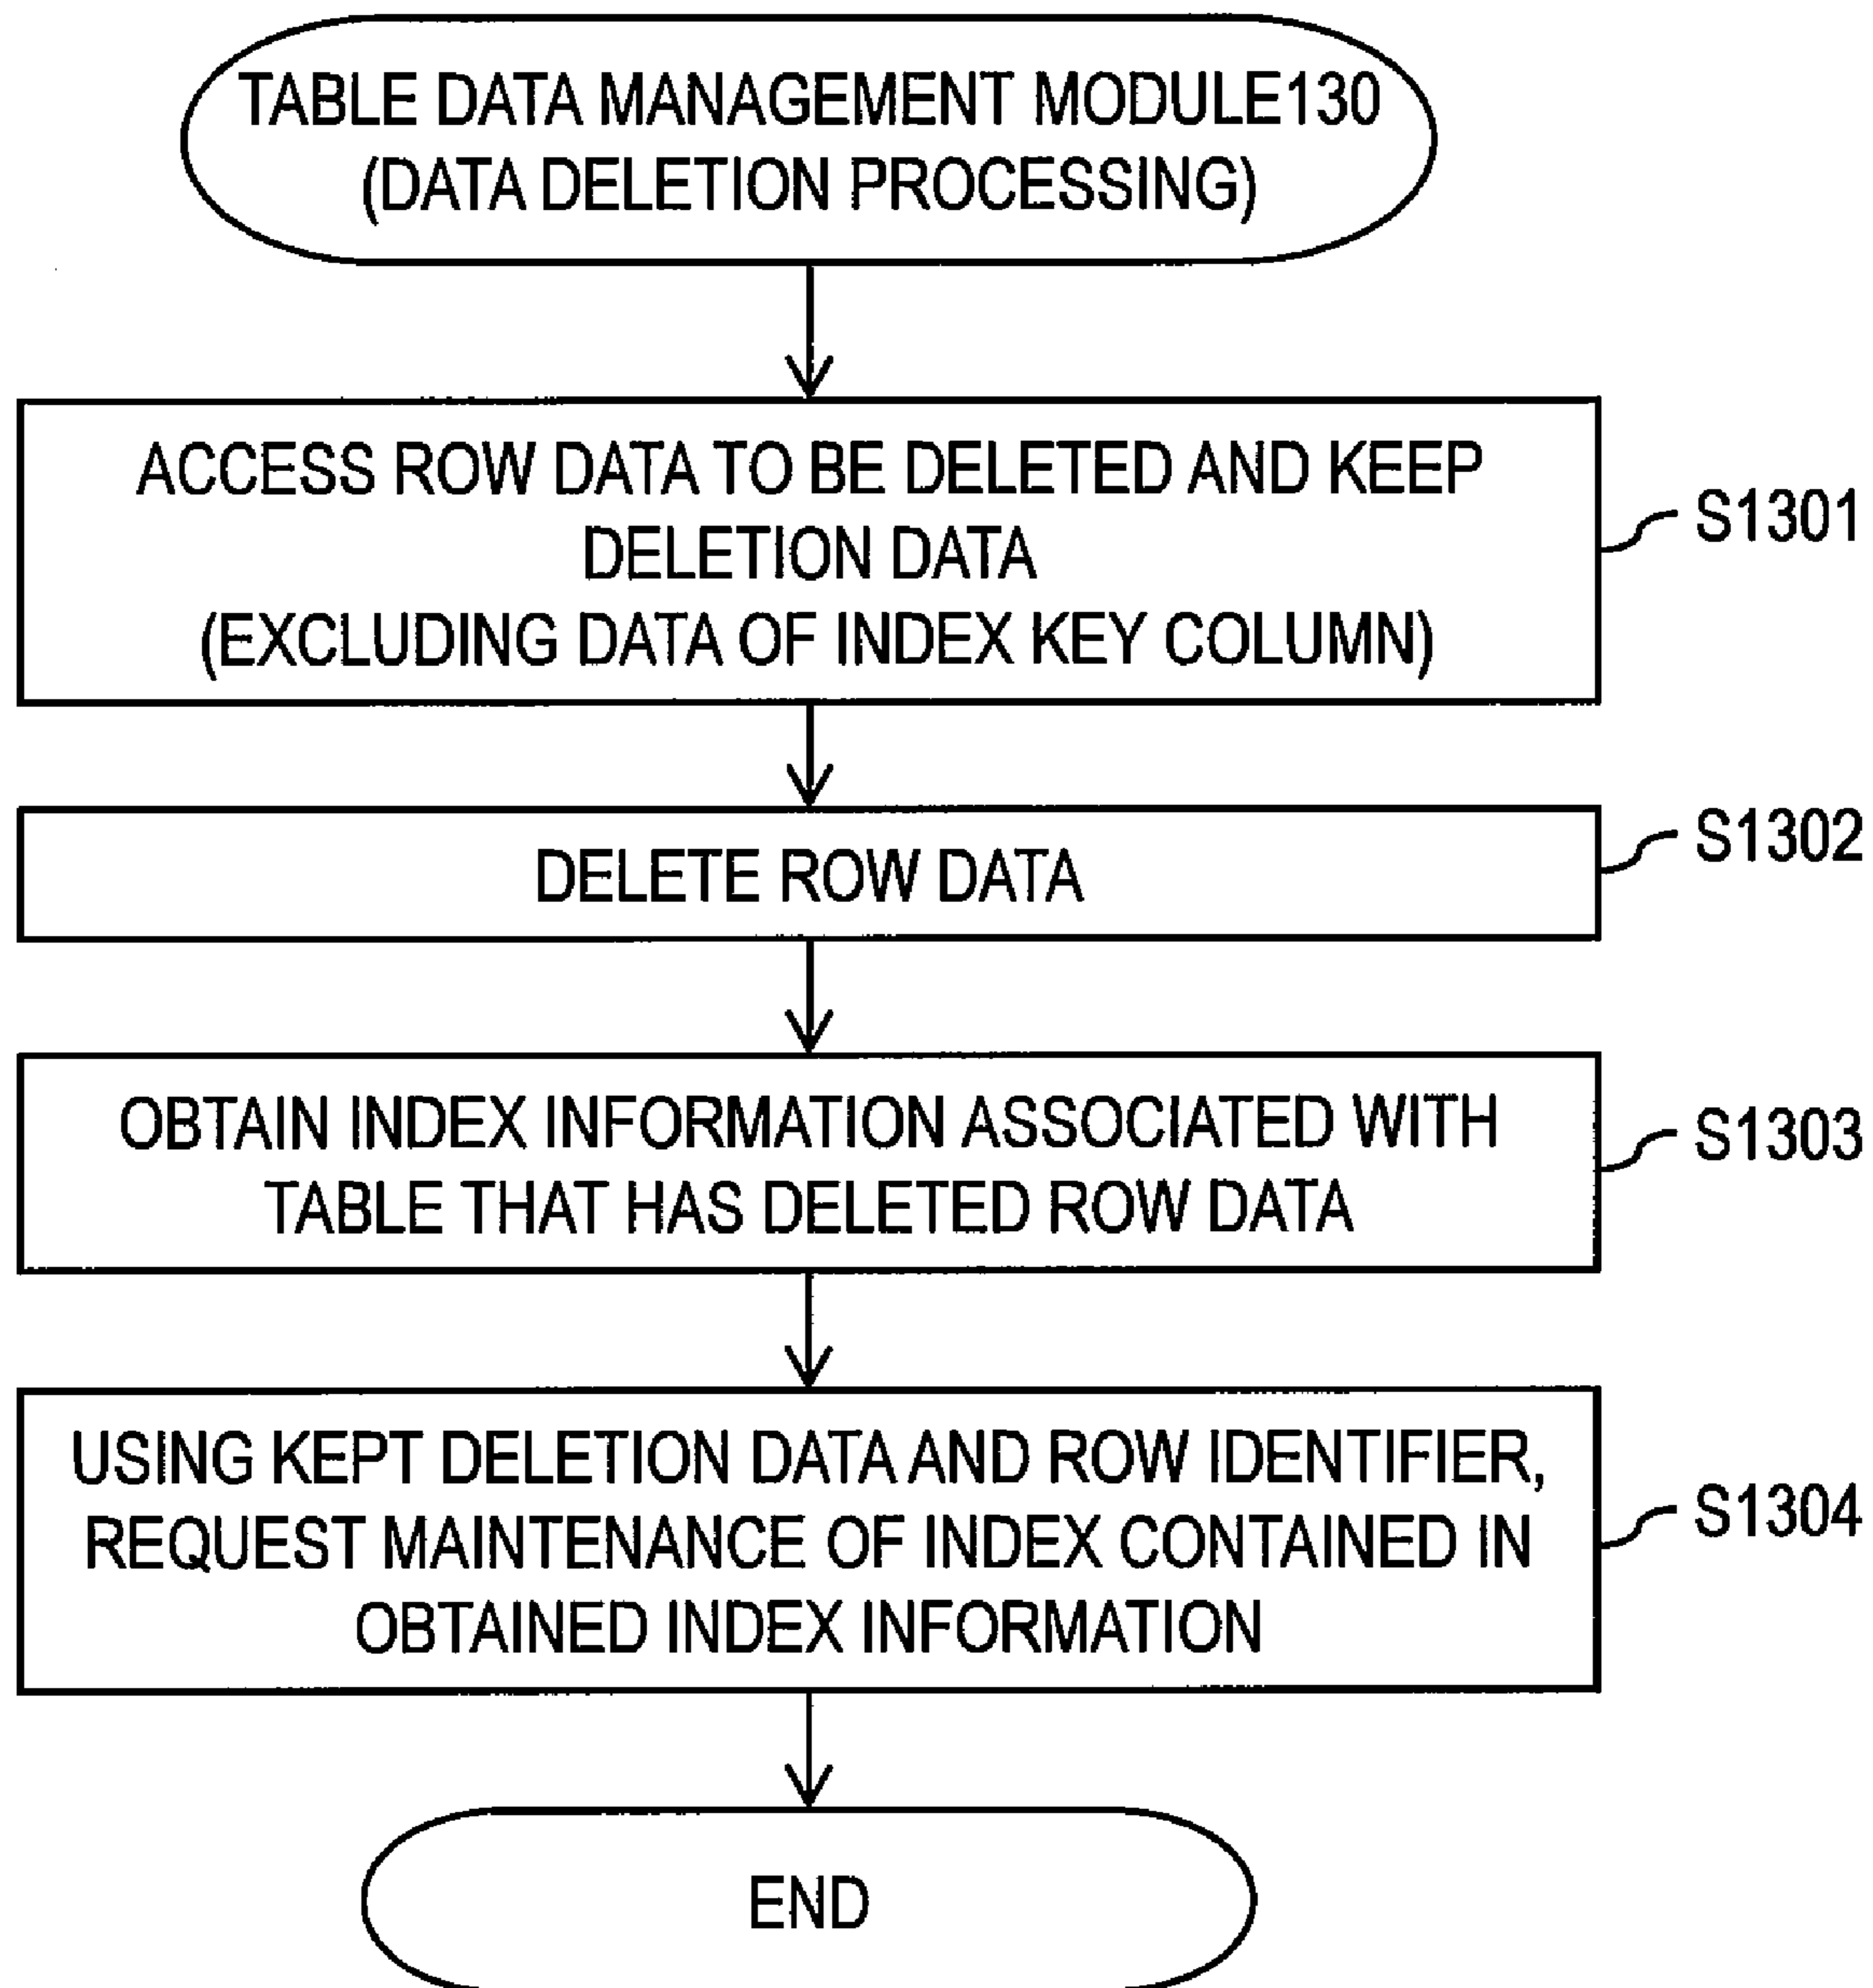 TABLE DATA MANAGEMENT MODULE130
(DATA DELETION PROCESSING)
ACCESS ROW DATA TO BE DELETED AND KEEP
DELETION DATA
(EXCLUDING DATA OF INDEX KEY COLUMN)
S1301
DELETE ROW DATA
S1302
OBTAIN INDEX INFORMATION ASSOCIATED WITH
TABLE THAT HAS DELETED ROW DATA
S1303
USING KEPT DELETION DATA AND ROW IDENTIFIER,
REQUEST MAINTENANCE OF INDEX CONTAINED IN
OBTAINED INDEX INFORMATION
S1304
END